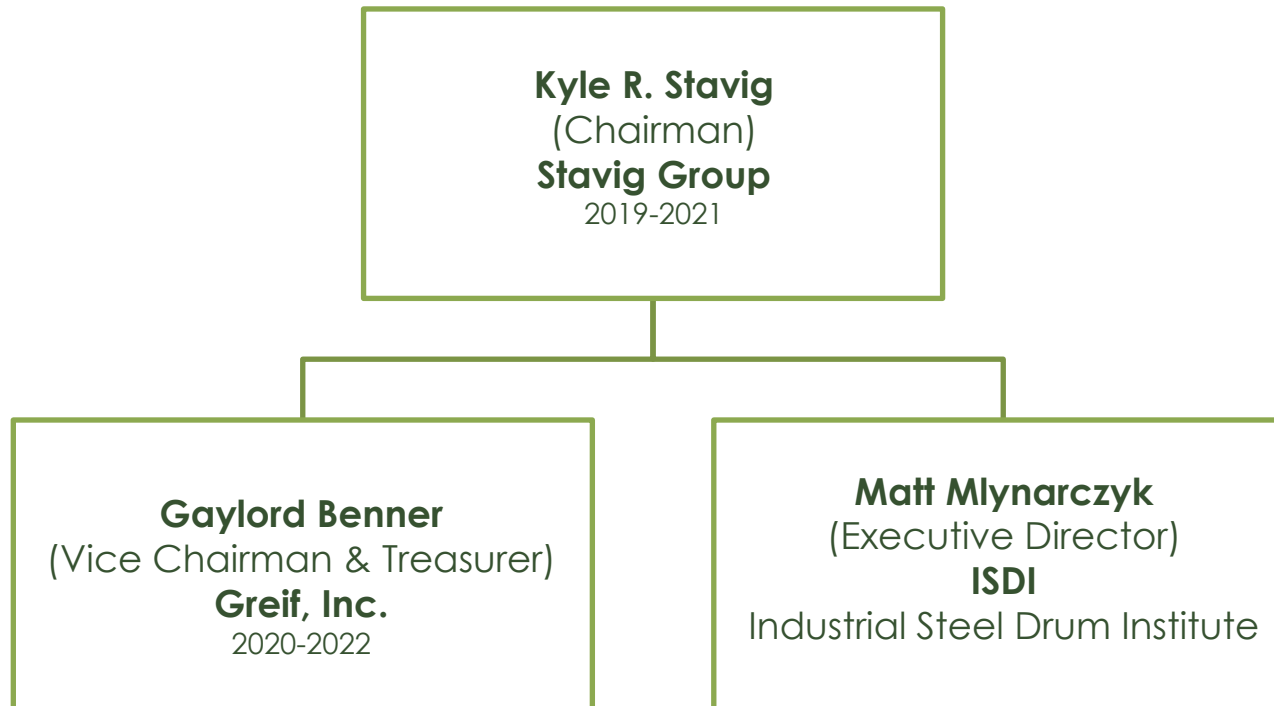 Kyle R. Stavig
(Chairman)
Stavig Group
2019-2021
Gaylord Benner
(Vice Chairman & Treasurer)
Greif, Inc.
2020-2022
Matt Mlynarczyk
(Executive Director)
ISDI
Industrial Steel Drum Institute